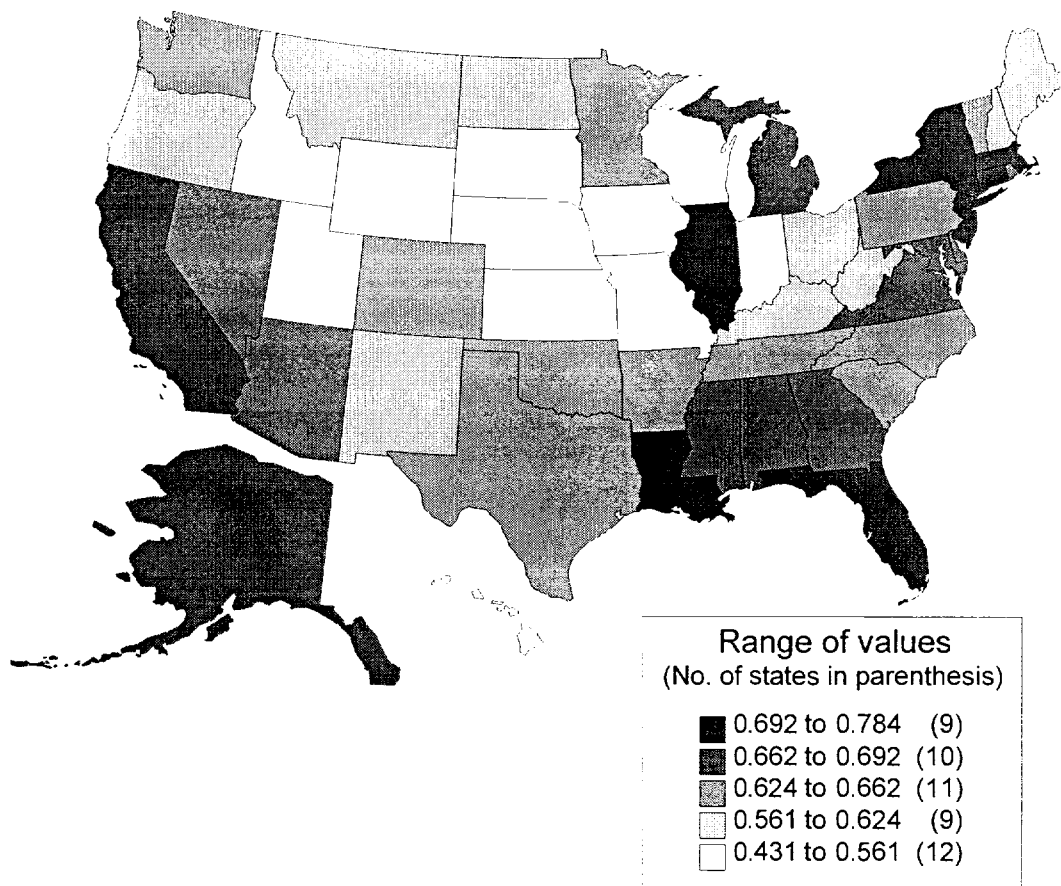 Range of values
(No. of states in parenthesis)
0.692 to 0.784 (9)
0.662 to 0.692 (10)
0.624 to 0.662 (11)
0.561 to 0.624 (9)
0.431 to 0.561 (12)